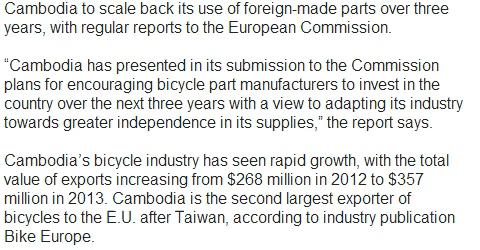 Cambodia to scale back its use of foreign-made parts over three
years, with regular reports to the European Commission.
“Cambodia has presented in its submission to the Commission
plans for encouraging bicycle part manufacturers to invest in the
country over the next three years with a view to adapting its industry
towards greater independence in its supplies,” the report says.
Cambodia’s bicycle industry has seen rapid growth, with the total
value of exports increasing from $268 million in 2012 to $357
million in 2013. Cambodia is the second largest exporter of
bicycles to the E.U. after Taiwan, according to industry publication
Bike Europe.